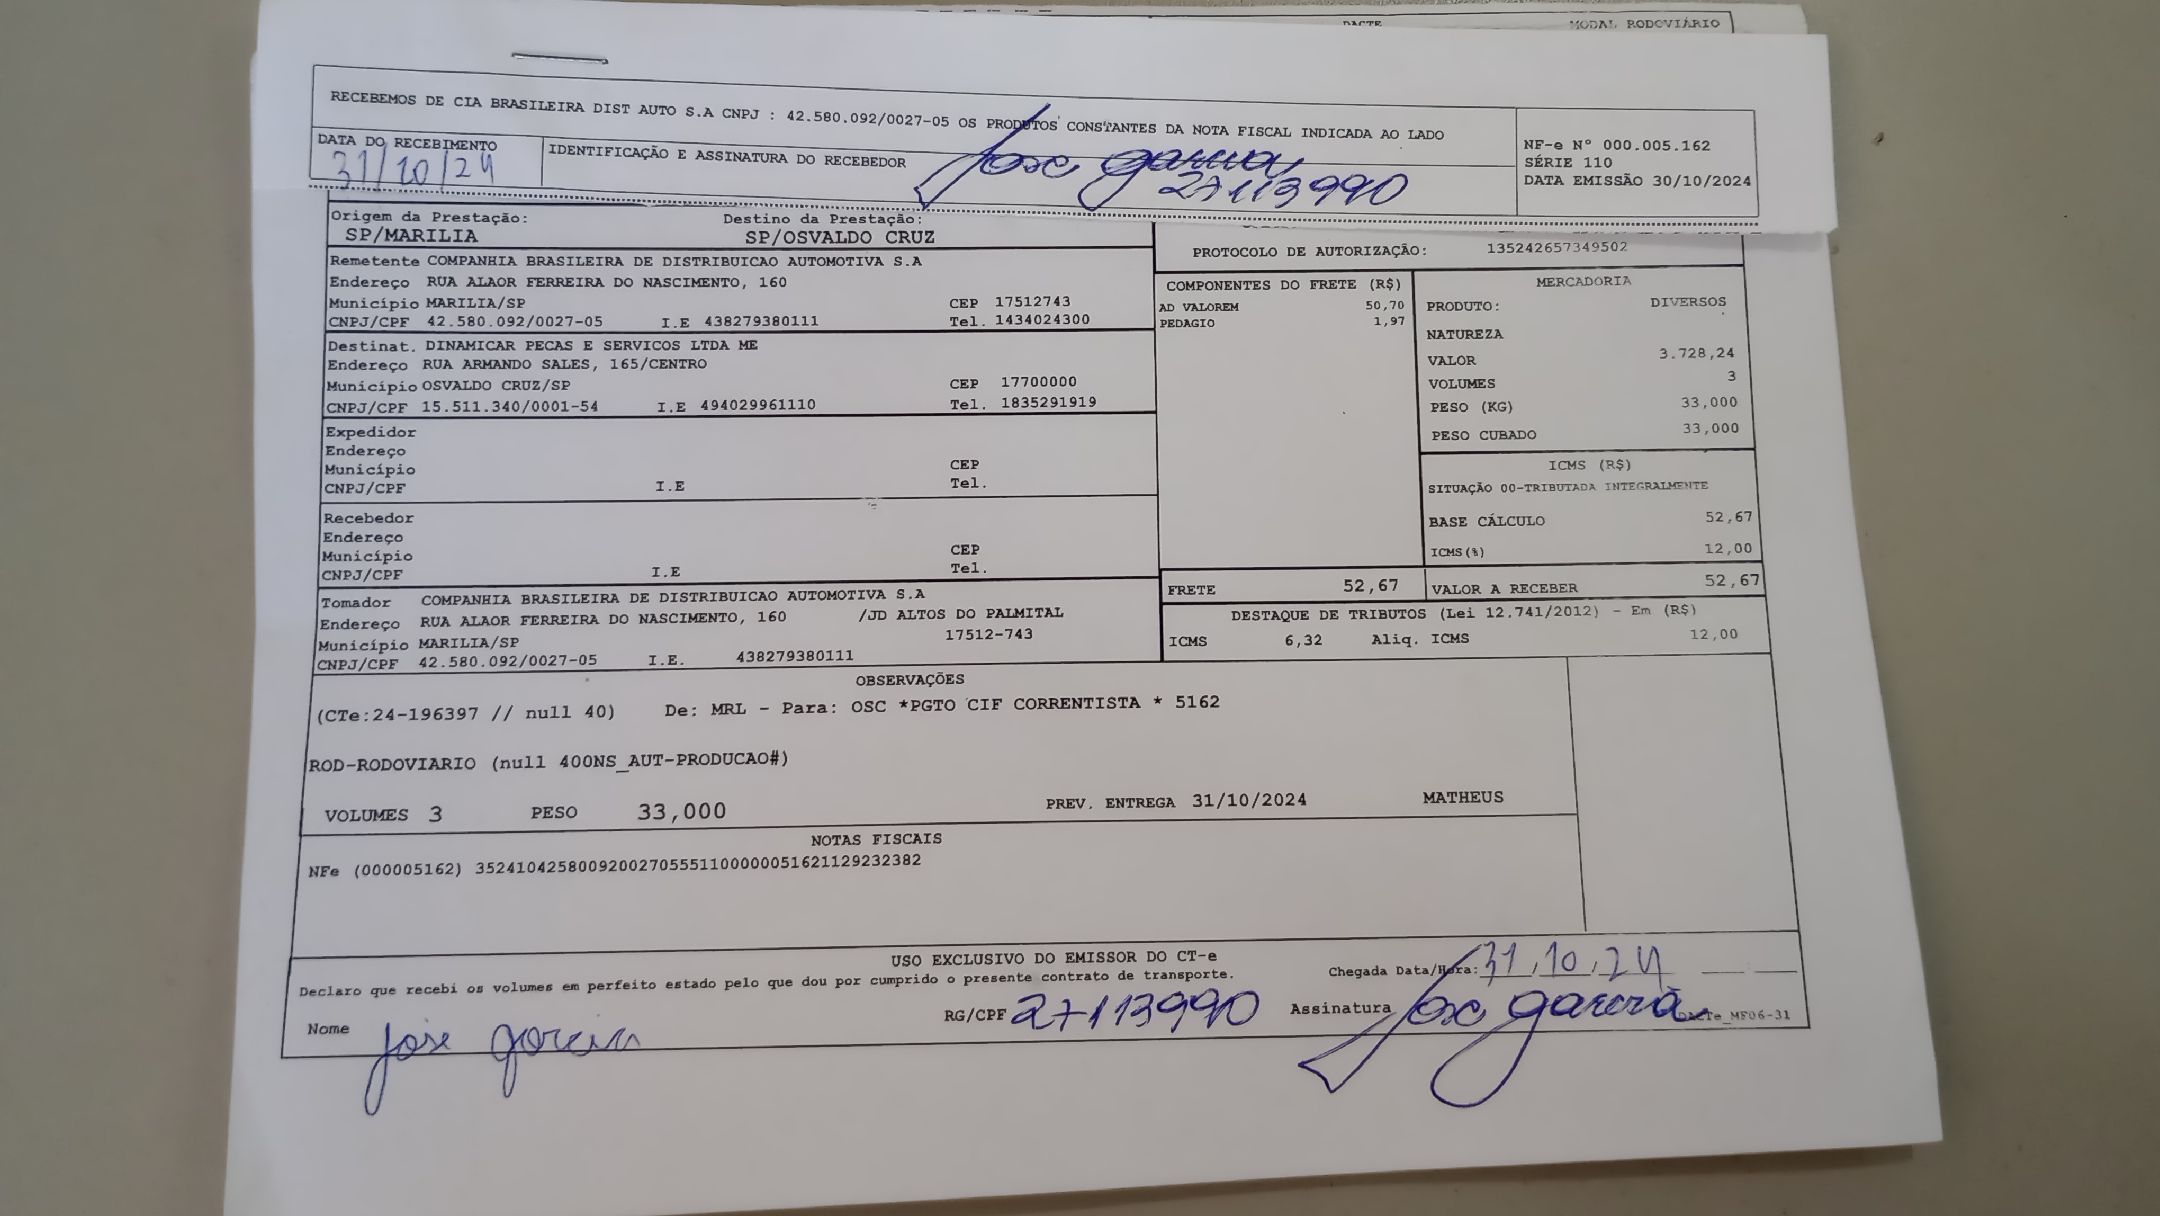 DACTE MODAL RODOVIÁRIO
RECEBEMOS DE CIA BRASILEIRA DIST AUTO S.A CNPJ : 42.580.092/0027-05 OS PRODUTOS CONSTANTES DA NOTA FISCAL INDICADA AO LADO
DATA DO RECEBIMENTO
31/10/24
IDENTIFICAÇÃO E ASSINATURA DO RECEBEDOR
Jose garcia
27113990
NF-e Nº 000.005.162
SÉRIE 110
DATA EMISSÃO 30/10/2024
Origem da Prestação: Destino da Prestação:
SP/MARILIA SP/OSVALDO CRUZ
PROTOCOLO DE AUTORIZAÇÃO: 135242657349502
Remetente COMPANHIA BRASILEIRA DE DISTRIBUICAO AUTOMOTIVA S.A
Endereço RUA ALAOR FERREIRA DO NASCIMENTO, 160
Município MARILIA/SP CEP 17512743
CNPJ/CPF 42.580.092/0027-05 I.E 438279380111 Tel. 1434024300
Destinat. DINAMICAR PECAS E SERVICOS LTDA ME
Endereço RUA ARMANDO SALES, 165/CENTRO
Município OSVALDO CRUZ/SP CEP 17700000
CNPJ/CPF 15.511.340/0001-54 I.E 494029961110 Tel. 1835291919
Expedidor
Endereço
Município CEP
CNPJ/CPF I.E Tel.
Recebedor
Endereço
Município CEP
CNPJ/CPF I.E Tel.
Tomador COMPANHIA BRASILEIRA DE DISTRIBUICAO AUTOMOTIVA S.A
Endereço RUA ALAOR FERREIRA DO NASCIMENTO, 160 /JD ALTOS DO PALMITAL
Município MARILIA/SP 17512-743
CNPJ/CPF 42.580.092/0027-05 I.E. 438279380111
COMPONENTES DO FRETE (R$)
AD VALOREM 50,70
PEDAGIO 1,97
MERCADORIA
PRODUTO: DIVERSOS
NATUREZA
VALOR 3.728,24
VOLUMES 3
PESO (KG) 33,000
PESO CUBADO 33,000
ICMS (R$)
SITUAÇÃO 00-TRIBUTADA INTEGRALMENTE
BASE CÁLCULO 52,67
ICMS(%) 12,00
FRETE 52,67 VALOR A RECEBER 52,67
DESTAQUE DE TRIBUTOS (Lei 12.741/2012) - Em (R$)
ICMS 6,32 Aliq. ICMS 12,00
OBSERVAÇÕES
(CTe:24-196397 // null 40) De: MRL - Para: OSC *PGTO CIF CORRENTISTA * 5162
ROD-RODOVIARIO (null 400NS_AUT-PRODUCAO#)
VOLUMES 3 PESO 33,000 PREV. ENTREGA 31/10/2024 MATHEUS
NOTAS FISCAIS
NFe (000005162) 35241042580092002705551100000051621129232382
USO EXCLUSIVO DO EMISSOR DO CT-e
Declaro que recebi os volumes em perfeito estado pelo que dou por cumprido o presente contrato de transporte.
Chegada Data/Hora: 31/10/24
Nome Jose garcia RG/CPF 27113990 Assinatura Jose garcia
DACTe_MF06-31